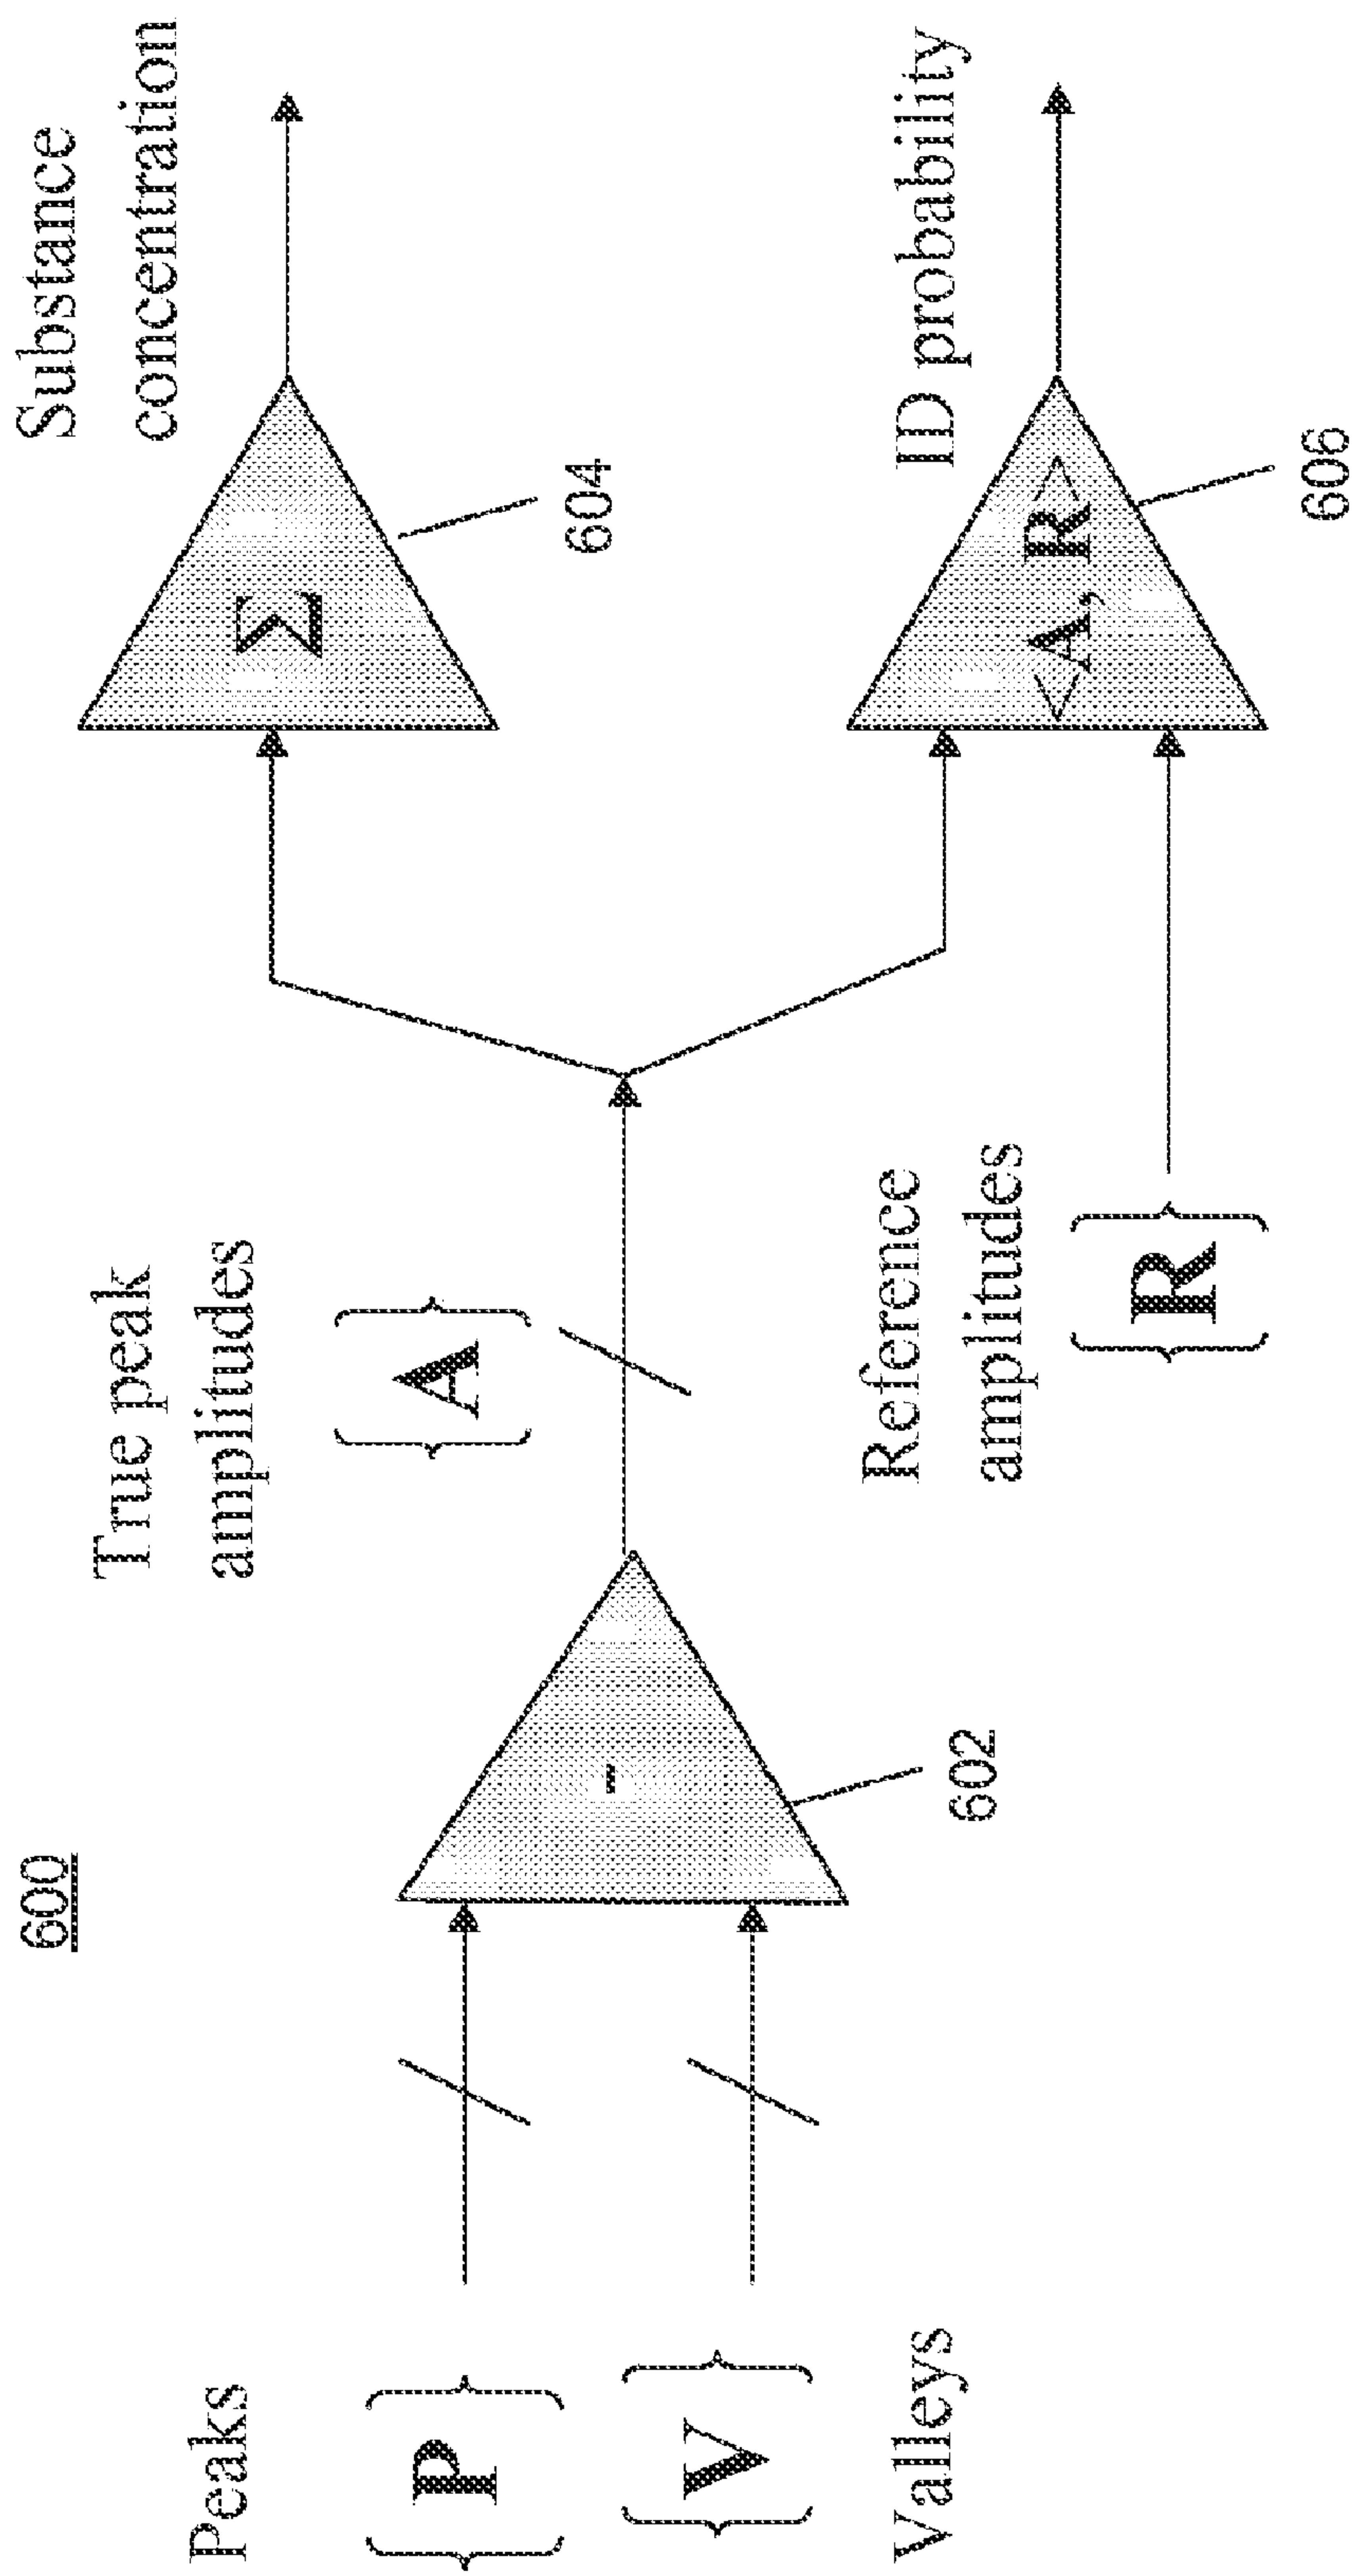 600
Peaks
{P}
{V}
Valleys
-
602
True peak
amplitudes
{A}
Reference
amplitudes
{R}
Σ
604
Substance
concentration
<A, R>
606
ID probability